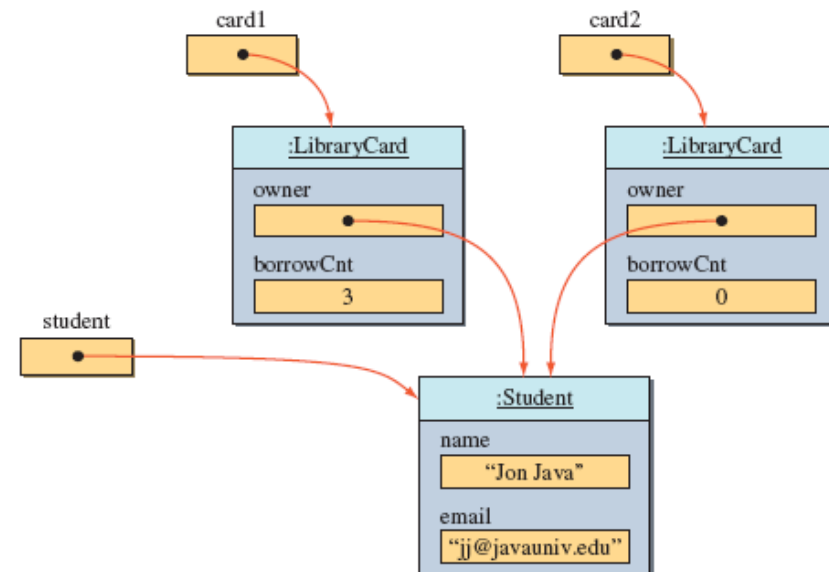 card1
card2
:LibraryCard
:LibraryCard
owner
owner
borrowCnt
borrowCnt
3
0
student
:Student
name
“Jon Java”
email
“jj@javauniv.edu”